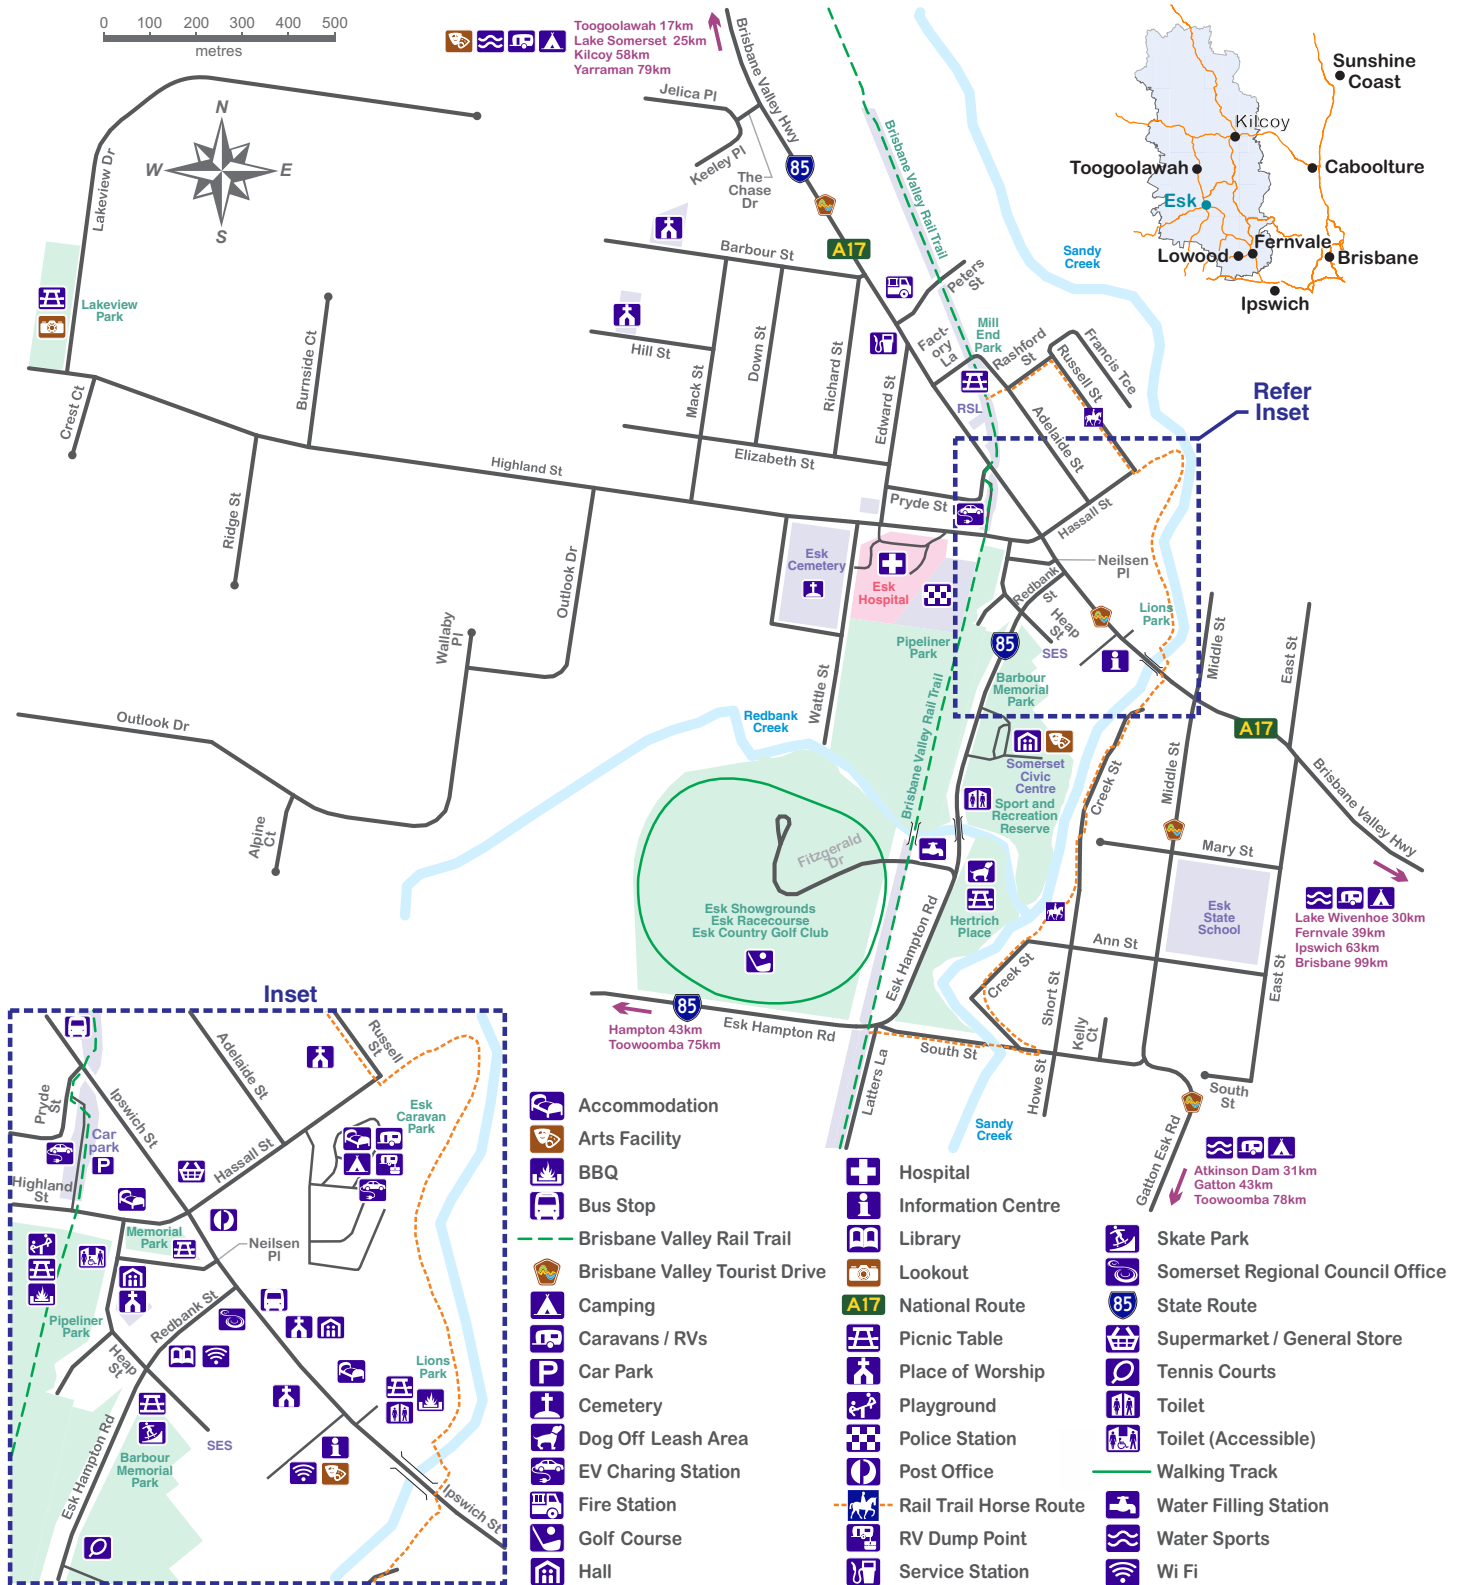 0 100 200 300 400 500
metres
Toogoolawah 17km
Lake Somerset 25km
Kilcoy 58km
Yarraman 79km
Brisbane Valley Hwy
Jelica Pl
Keeley Pl
The
Chase
Dr
85
A17
Brisbane Valley Rail Trail
Sandy
Creek
Sunshine
Coast
Kilcoy
Toogoolawah
Caboolture
Esk
Fernvale
Lowood
Brisbane
Ipswich
N
W
E
S
Lakeview Dr
Lakeview
Park
Barbour St
Peters
St
Hill St
Mack St
Down St
Richard St
Edward St
Fact-
ory
La
Mill
End
Park
Rashford
St
Russell St
Francis Tce
RSL
Adelaide St
Refer
Inset
Burnside Ct
Crest Ct
Highland St
Elizabeth St
Ridge St
Pryde St
Hassall St
Neilsen
Pl
Esk
Cemetery
Esk
Hospital
Redbank
St
Heap
St
SES
Lions
Park
Middle St
East St
Outlook Dr
Wallaby
Pl
Wattle St
Pipeliner
Park
85
Barbour
Memorial
Park
Brisbane Valley Rail Trail
Outlook Dr
Redbank
Creek
Somerset
Civic
Centre
Sport and
Recreation
Reserve
Creek St
Middle St
A17
Brisbane Valley Hwy
Alpine
Ct
Fitzgerald
Dr
Mary St
Esk
State
School
Esk Showgrounds
Esk Racecourse
Esk Country Golf Club
Hertrich
Place
Esk Hampton Rd
Ann St
Creek St
Short St
East St
Lake Wivenhoe 30km
Fernvale 39km
Ipswich 63km
Brisbane 99km
85
Hampton 43km
Toowoomba 75km
Esk Hampton Rd
South St
Kelly
Ct
Latters La
Howe St
South
St
Sandy
Creek
Gatton Esk Rd
Atkinson Dam 31km
Gatton 43km
Toowoomba 78km
Inset
Pryde
St
Ipswich St
Adelaide St
Russell
St
Car
park
P
Highland
St
Hassall St
Esk
Caravan
Park
Memorial
Park
Neilsen
Pl
Pipeliner
Park
Redbank St
Heap
St
Lions
Park
SES
Barbour
Memorial
Park
Esk Hampton Rd
Ipswich St
Accommodation
Arts Facility
BBQ
Bus Stop
Brisbane Valley Rail Trail
Brisbane Valley Tourist Drive
Camping
Caravans / RVs
P Car Park
Cemetery
Dog Off Leash Area
EV Charing Station
Fire Station
Golf Course
Hall
Hospital
Information Centre
Library
Lookout
A17 National Route
Picnic Table
Place of Worship
Playground
Police Station
Post Office
Rail Trail Horse Route
RV Dump Point
Service Station
Skate Park
Somerset Regional Council Office
85 State Route
Supermarket / General Store
Tennis Courts
Toilet
Toilet (Accessible)
Walking Track
Water Filling Station
Water Sports
Wi Fi